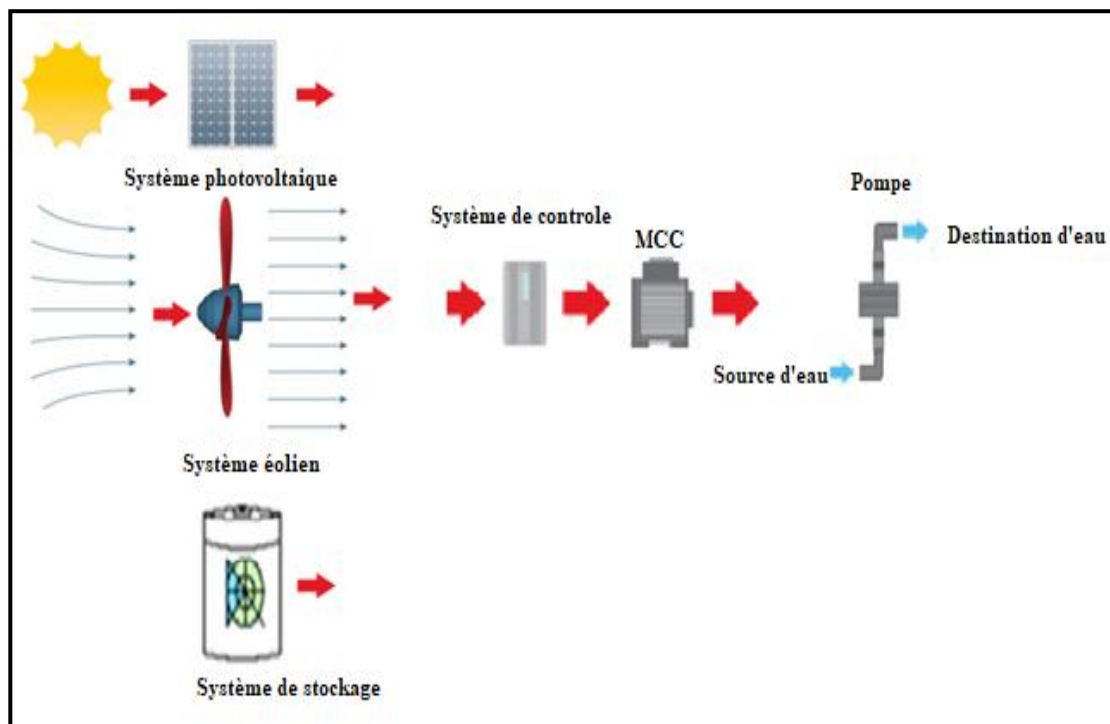 Système photovoltaique
Système de controle
MCC
Pompe
Destination d'eau
Source d'eau
Système éolien
Système de stockage